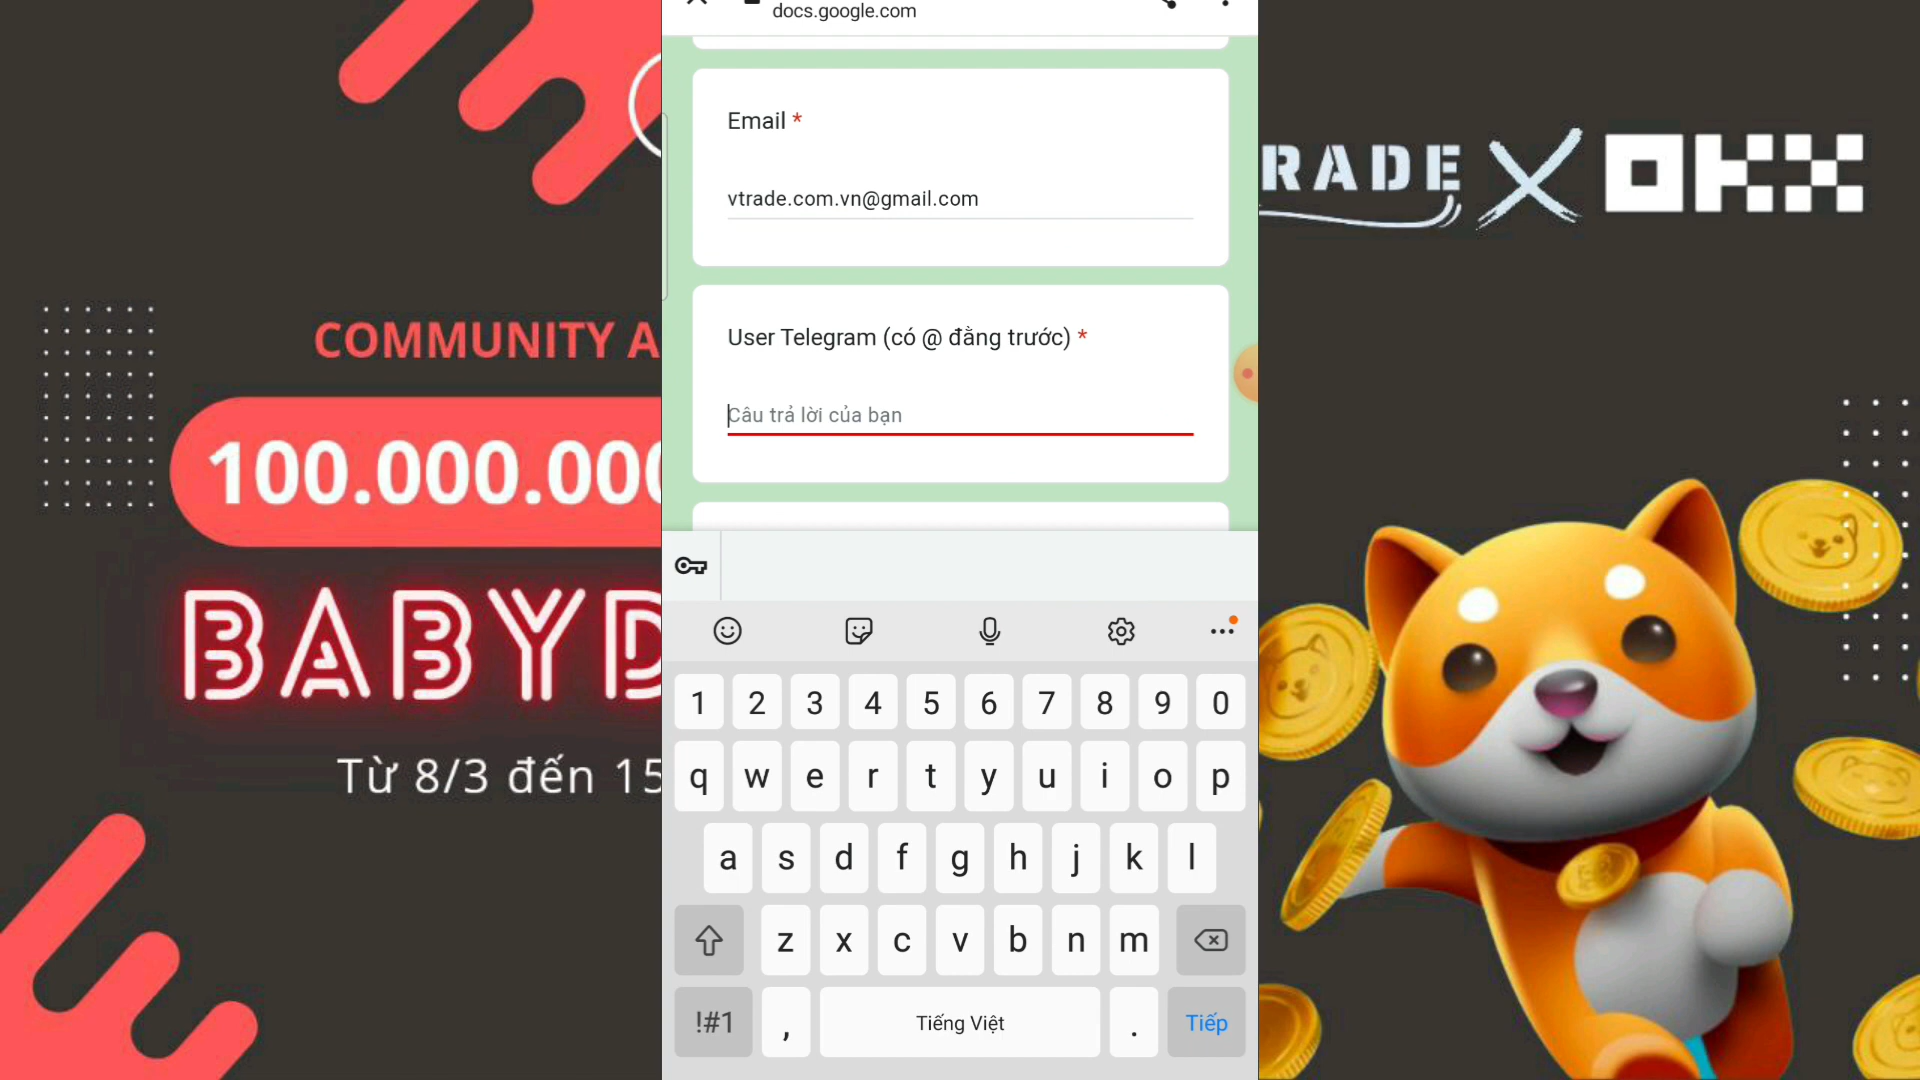 docs.google.com
Email *
vtrade.com.vn@gmail.com
User Telegram (có @ đằng trước) *
Câu trả lời của bạn
1 2 3 4 5 6 7 8 9 0
q w e r t y u i o p
a s d f g h j k l
z x c v b n m
!#1 , Tiếng Việt . Tiếp
COMMUNITY A
100.000.000
BABYD
Từ 8/3 đến 15
RADE X OKX